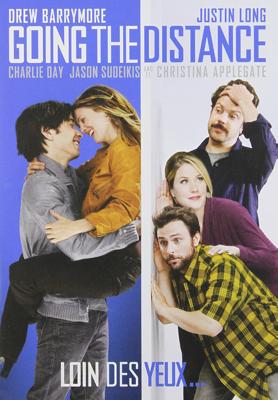 DREW BARRYMORE JUSTIN LONG
GOING THE DISTANCE
CHARLIE DAY JASON SUDEIKIS AND CHRISTINA APPLEGATE
LOIN DES YEUX...